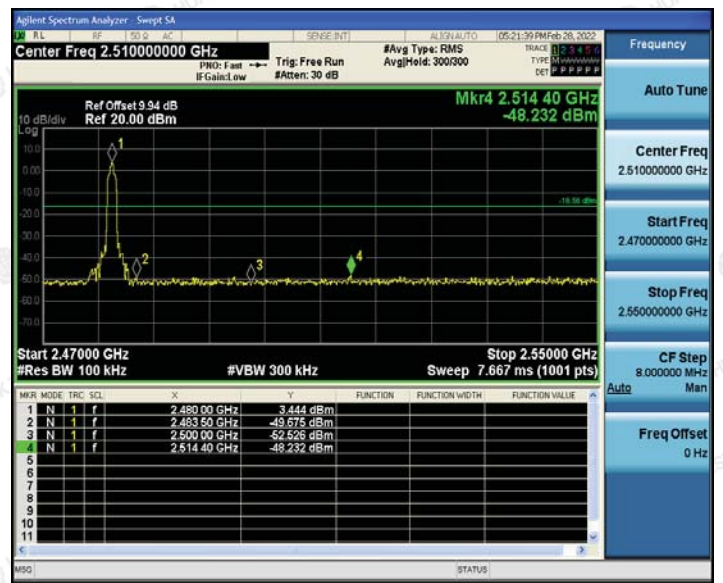 Agilent Spectrum Analyzer - Swept SA
RL RF 50 Ω AC SENSE:INT ALIGN AUTO 05:21:39 PM Feb 28, 2022
Center Freq 2.510000000 GHz
PNO: Fast
IFGain:Low
Trig: Free Run
#Atten: 30 dB
#Avg Type: RMS
Avg|Hold: 300/300
TRACE 1 2 3 4 5 6
TYPE M
DET P P P P P P
Ref Offset 9.94 dB
10 dB/div Ref 20.00 dBm
Log
Mkr4 2.514 40 GHz
-48.232 dBm
10.0
0.00
-10.0
-20.0
-30.0
-40.0
-50.0
-60.0
-70.0
1
2
3
4
-16.56 dBm
Start 2.47000 GHz Stop 2.55000 GHz
#Res BW 100 kHz #VBW 300 kHz Sweep 7.667 ms (1001 pts)
MKR MODE TRC SCL X Y FUNCTION FUNCTION WIDTH FUNCTION VALUE
1 N 1 f 2.480 00 GHz 3.444 dBm
2 N 1 f 2.483 50 GHz -49.675 dBm
3 N 1 f 2.500 00 GHz -52.526 dBm
4 N 1 f 2.514 40 GHz -48.232 dBm
5
6
7
8
9
10
11
MSG STATUS
Frequency
Auto Tune
Center Freq
2.510000000 GHz
Start Freq
2.470000000 GHz
Stop Freq
2.550000000 GHz
CF Step
8.000000 MHz
Auto Man
Freq Offset
0 Hz